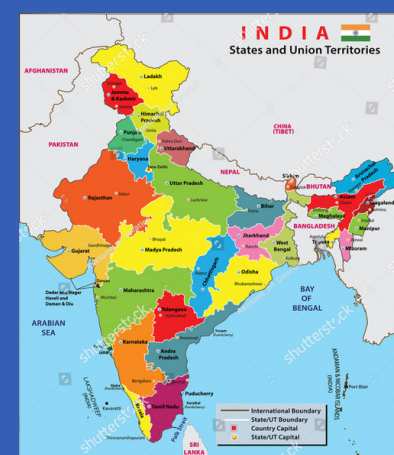 INDIA
States and Union Territories
AFGHANISTAN
Ladakh
Leh
Jammu
& Kashmir
Himachal
Pradesh
CHINA
(TIBET)
PAKISTAN
Punjab
Chandigarh
Haryana
Uttarakhand
New Delhi
NEPAL
Sikkim
BHUTAN
Arunachal
Pradesh
Rajasthan
Uttar Pradesh
Lucknow
Bihar
Patna
Assam
Nagaland
Meghalaya
Manipur
BANGLADESH
Tripura
Mizoram
Gandhinagar
Gujarat
Bhopal
Madya Pradesh
Jharkhand
Ranchi
West
Bengal
Kolkata
Chhattisgarh
Odisha
Bhubaneshwar
Daman
Dadar and Nagar
Haveli and
Daman & Diu
Mumbai
Maharashtra
Telangana
Hyderabad
BAY
OF
BENGAL
ARABIAN
SEA
Goa
Karnataka
Andra
Pradesh
Bengaluru
Puducherry
Tamil Nadu
Kerala
Thiruvananthapuram
LAKSHADWEEP
(INDIA)
Kavaratti
Palk Strait
SRI
LANKA
ANDAMAN & NICOBAR ISLANDS
(INDIA)
Port Blair
International Boundary
State/UT Boundary
Country Capital
State/UT Capital
shutterstock